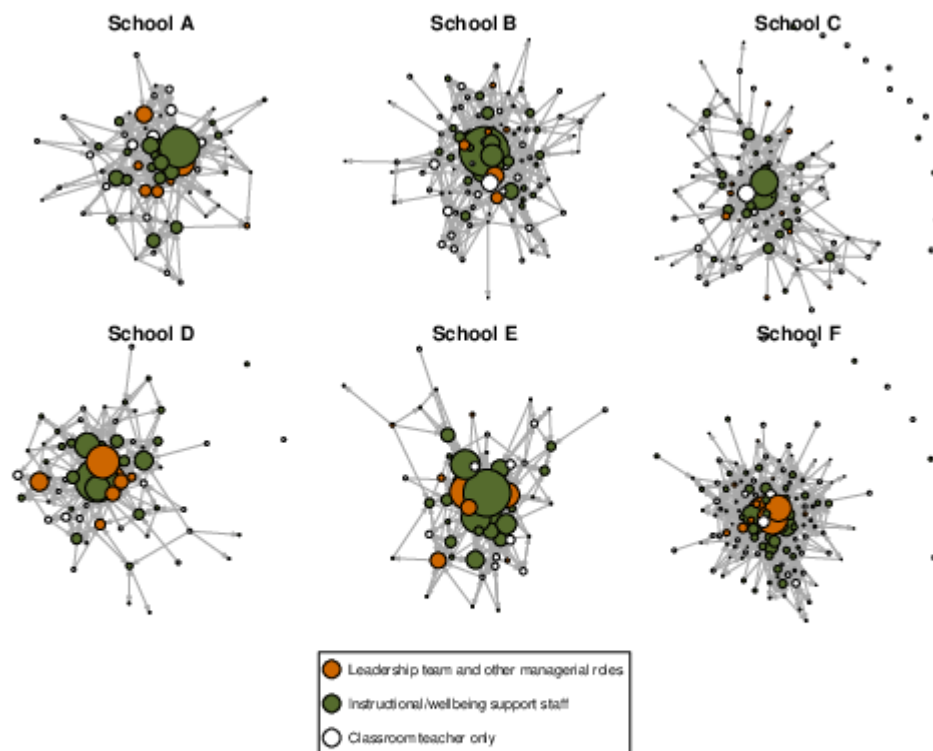 School A
School B
School C
School D
School E
School F
Leadership team and other managerial roles
Instructional/wellbeing support staff
Classroom teacher only